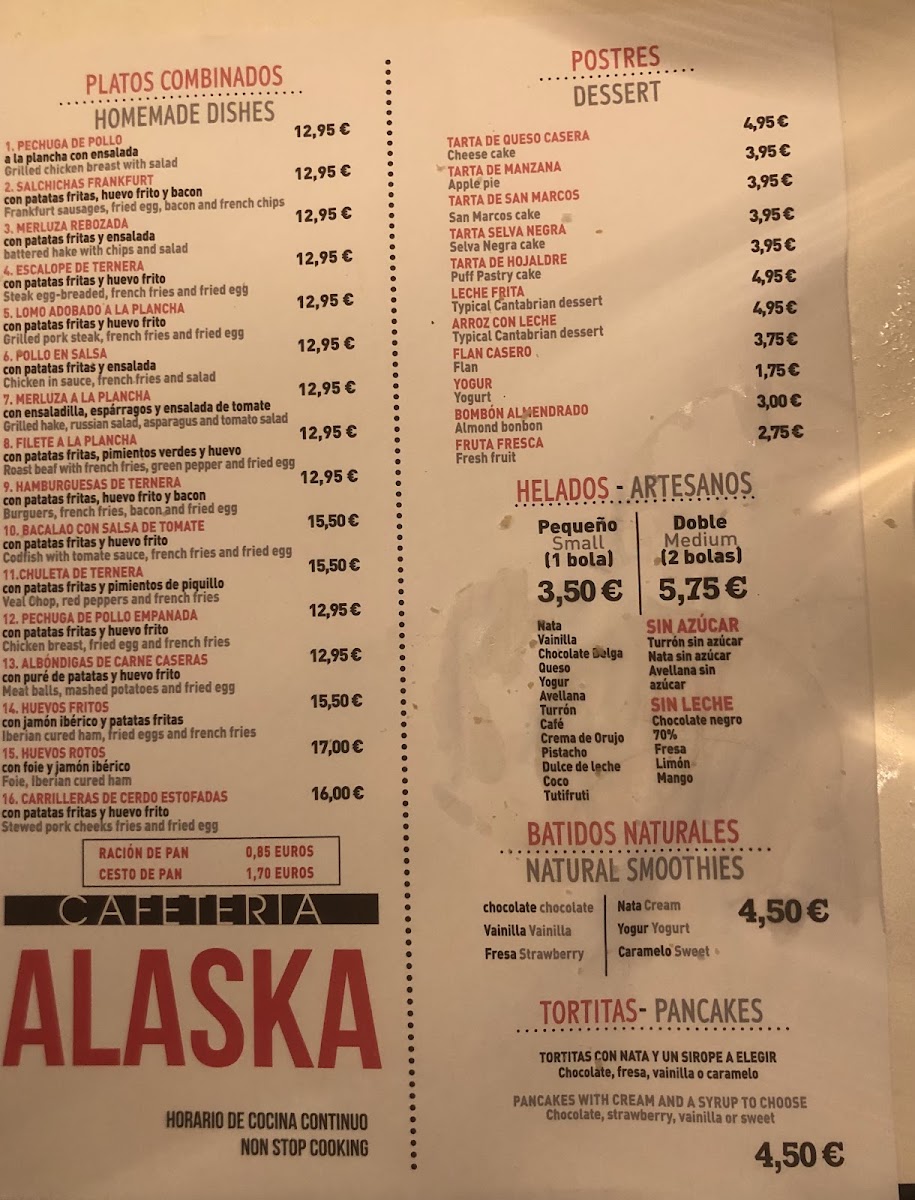 PLATOS COMBINADOS
HOMEMADE DISHES
1. PECHUGA DE POLLO 12,95 €
a la plancha con ensalada
Grilled chicken breast with salad
2. SALCHICHAS FRANKFURT 12,95 €
con patatas fritas, huevo frito y bacon
Frankfurt sausages, fried egg, bacon and french chips
3. MERLUZA REBOZADA 12,95 €
con patatas fritas y ensalada
battered hake with chips and salad
4. ESCALOPE DE TERNERA 12,95 €
con patatas fritas y huevo frito
Steak egg-breaded, french fries and fried egg
5. LOMO ADOBADO A LA PLANCHA 12,95 €
con patatas fritas y huevo frito
Grilled pork steak, french fries and fried egg
6. POLLO EN SALSA 12,95 €
con patatas fritas y ensalada
Chicken in sauce, french fries and salad
7. MERLUZA A LA PLANCHA 12,95 €
con ensaladilla, espárragos y ensalada de tomate
Grilled hake, russian salad, asparagus and tomato salad
8. FILETE A LA PLANCHA 12,95 €
con patatas fritas, pimientos verdes y huevo
Roast beef with french fries, green pepper and fried egg
9. HAMBURGUESAS DE TERNERA 12,95 €
con patatas fritas, huevo frito y bacon
Burguers, french fries, bacon,and fried egg
10. BACALAO CON SALSA DE TOMATE 15,50 €
con patatas fritas y huevo frito
Codfish with tomate sauce, french fries and fried egg
11.CHULETA DE TERNERA 15,50 €
con patatas fritas y pimientos de piquillo
Veal Chop, red peppers and french fries
12. PECHUGA DE POLLO EMPANADA 12,95 €
con patatas fritas y huevo frito
Chicken breast, fried egg and french fries
13. ALBÓNDIGAS DE CARNE CASERAS 12,95 €
con puré de patatas y huevo frito
Meat balls, mashed potatoes and fried egg
14. HUEVOS FRITOS 15,50 €
con jamón ibérico y patatas fritas
Iberian cured ham, fried eggs and french fries
15. HUEVOS ROTOS 17,00 €
con foie y jamón ibérico
Foie, Iberian cured ham
16. CARRILLERAS DE CERDO ESTOFADAS 16,00 €
con patatas fritas y huevo frito
Stewed pork cheeks fries and fried egg
RACIÓN DE PAN 0,85 EUROS
CESTO DE PAN 1,70 EUROS
CAFETERIA
ALASKA
HORARIO DE COCINA CONTINUO
NON STOP COOKING
POSTRES
DESSERT
TARTA DE QUESO CASERA 4,95 €
Cheese cake
TARTA DE MANZANA 3,95 €
Apple pie
TARTA DE SAN MARCOS 3,95 €
San Marcos cake
TARTA SELVA NEGRA 3,95 €
Selva Negra cake
TARTA DE HOJALDRE 3,95 €
Puff Pastry cake
LECHE FRITA 4,95 €
Typical Cantabrian dessert
ARROZ CON LECHE 4,95 €
Typical Cantabrian dessert
FLAN CASERO 3,75 €
Flan
YOGUR 1,75 €
Yogurt
BOMBÓN ALMENDRADO 3,00 €
Almond bonbon
FRUTA FRESCA 2,75 €
Fresh fruit
HELADOS - ARTESANOS
Pequeño
Small
(1 bola)
3,50 €
Doble
Medium
(2 bolas)
5,75 €
Nata
Vainilla
Chocolate Belga
Queso
Yogur
Avellana
Turrón
Café
Crema de Orujo
Pistacho
Dulce de leche
Coco
Tutifruti
SIN AZÚCAR
Turrón sin azúcar
Nata sin azúcar
Avellana sin
azúcar
SIN LECHE
Chocolate negro
70%
Fresa
Limón
Mango
BATIDOS NATURALES
NATURAL SMOOTHIES
chocolate chocolate
Vainilla Vainilla
Fresa Strawberry
Nata Cream
Yogur Yogurt
Caramelo Sweet
4,50 €
TORTITAS- PANCAKES
TORTITAS CON NATA Y UN SIROPE A ELEGIR
Chocolate, fresa, vainilla o caramelo
PANCAKES WITH CREAM AND A SYRUP TO CHOOSE
Chocolate, strawberry, vainilla or sweet
4,50 €